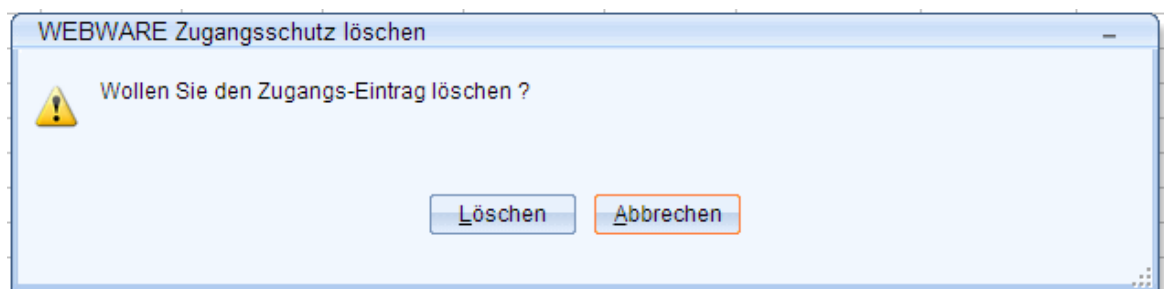 WEBWARE Zugangsschutz löschen
Wollen Sie den Zugangs-Eintrag löschen ?
Löschen Abbrechen